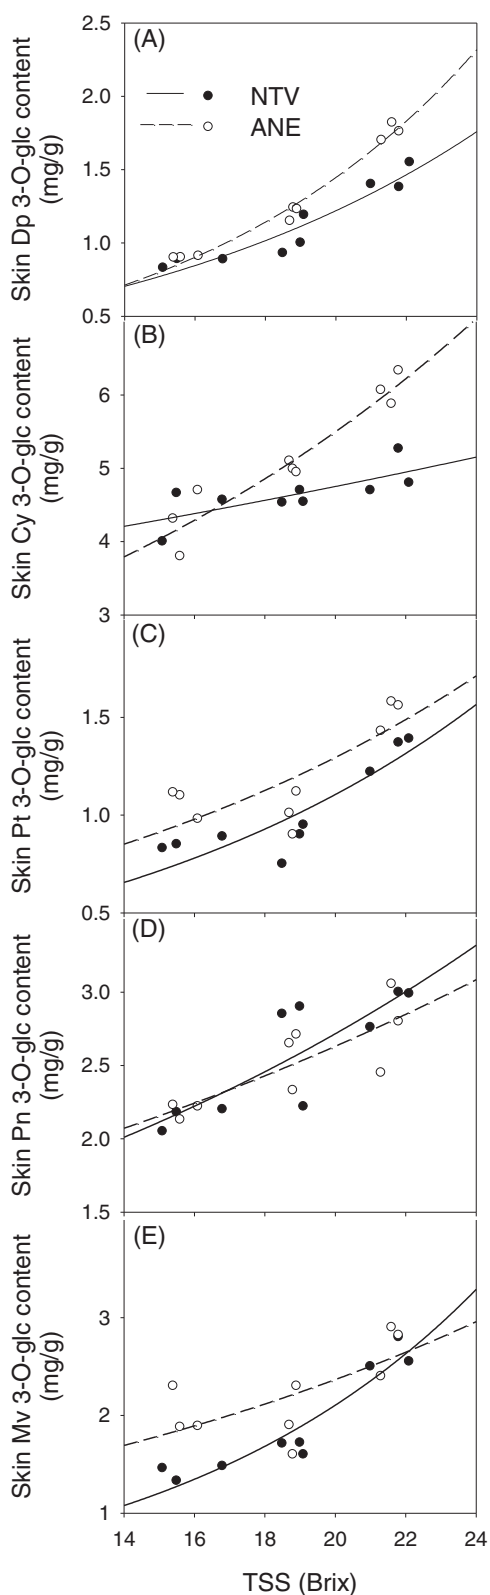 2.5
(A)
NTV
ANE
2.0
1.5
1.0
0.5
Skin Dp 3-O-glc content
(mg/g)
(B)
6
5
4
3
Skin Cy 3-O-glc content
(mg/g)
(C)
1.5
1.0
0.5
Skin Pt 3-O-glc content
(mg/g)
(D)
3.0
2.5
2.0
1.5
Skin Pn 3-O-glc content
(mg/g)
(E)
3
2
1
Skin Mv 3-O-glc content
(mg/g)
14 16 18 20 22 24
TSS (Brix)